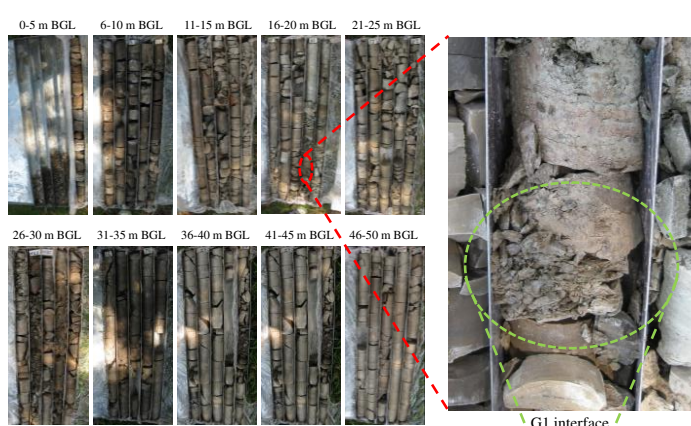 0-5 m BGL
6-10 m BGL
11-15 m BGL
16-20 m BGL
21-25 m BGL
26-30 m BGL
31-35 m BGL
36-40 m BGL
41-45 m BGL
46-50 m BGL
G1 interface